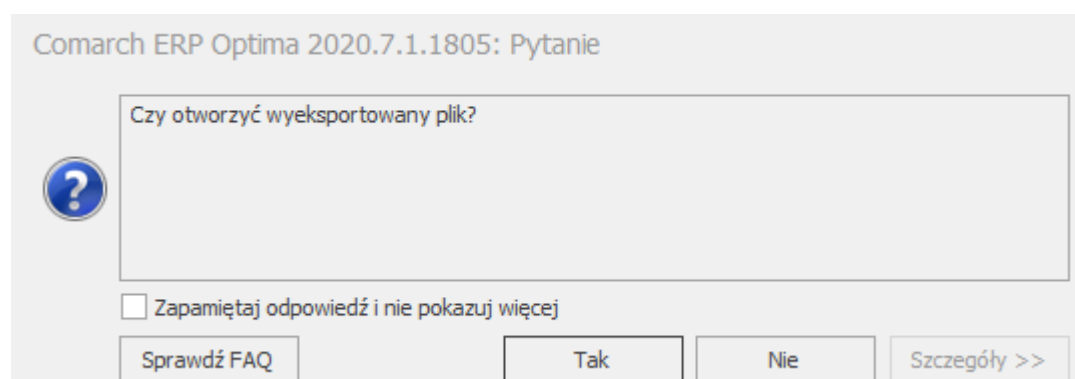 Comarch ERP Optima 2020.7.1.1805: Pytanie
Czy otworzyć wyeksportowany plik?
Zapamiętaj odpowiedź i nie pokazuj więcej
Sprawdź FAQ Tak Nie Szczegóły >>